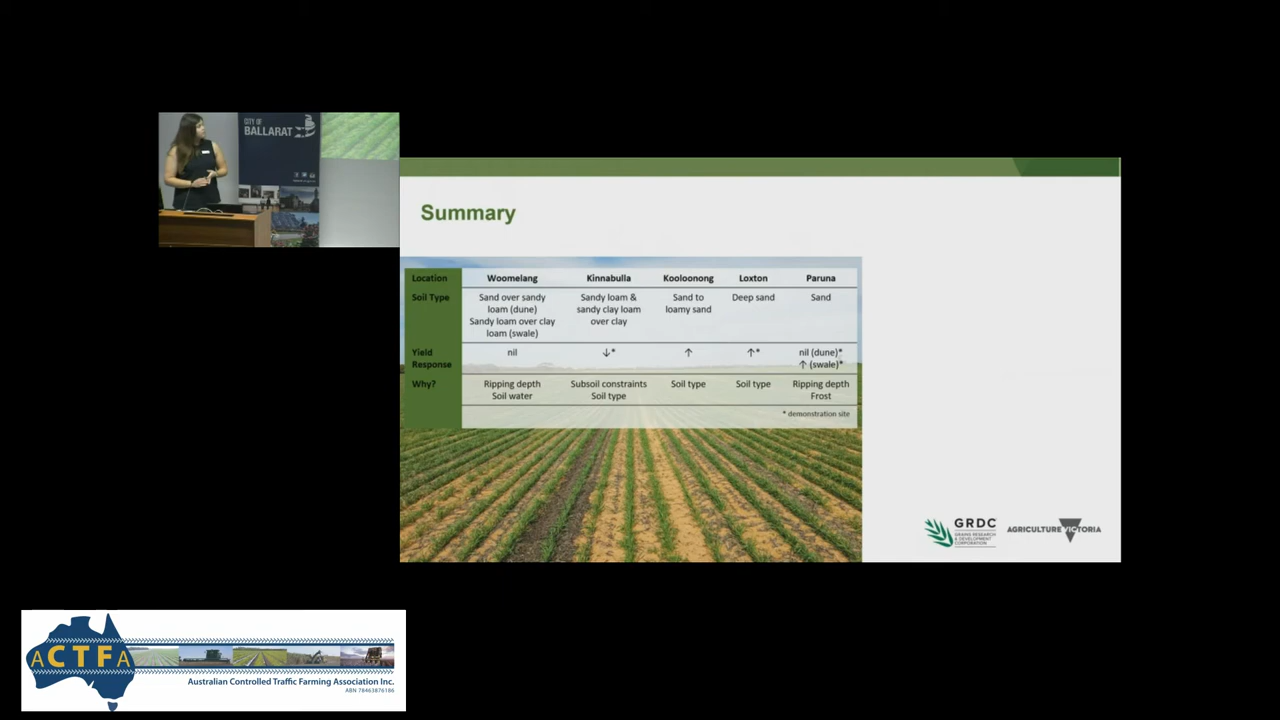 CITY OF
BALLARAT
Summary
Location Woomelang Kinnabulla Kooloonong Loxton Paruna
Soil Type Sand over sandy loam (dune) Sandy loam over clay loam (swale) Sandy loam & sandy clay loam over clay Sand to loamy sand Deep sand Sand
Yield Response nil ↓* ↑ ↑* nil (dune)* ↑ (swale)*
Why? Ripping depth Soil water Subsoil constraints Soil type Soil type Soil type Ripping depth Frost
* demonstration site
GRDC
GRAINS RESEARCH
& DEVELOPMENT
CORPORATION
AGRICULTURE VICTORIA
ACTFA
Australian Controlled Traffic Farming Association Inc.
ABN 78463876186